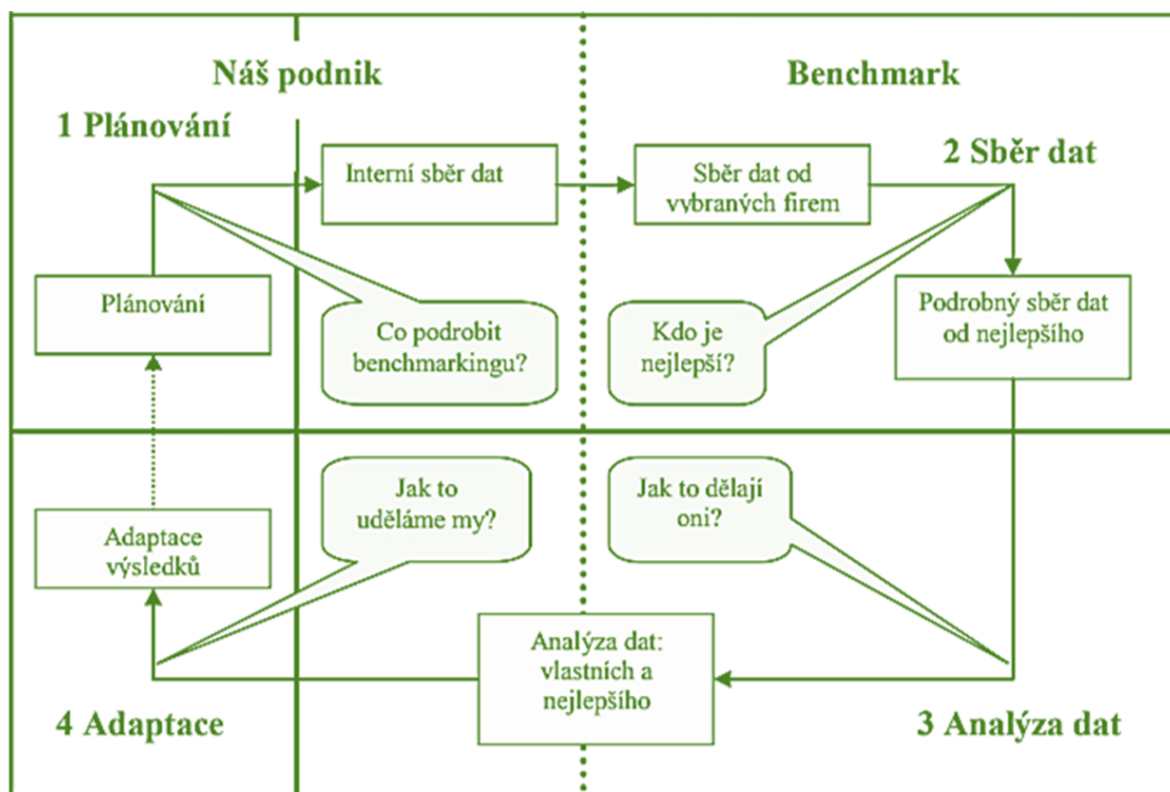 Náš podnik
Benchmark
1 Plánování
2 Sběr dat
Interní sběr dat
Sběr dat od
vybraných firem
Plánování
Podrobný sběr dat
od nejlepšího
Co podrobit
benchmarkingu?
Kdo je
nejlepší?
Jak to
uděláme my?
Jak to dělají
oni?
Adaptace
výsledků
Analýza dat:
vlastních a
nejlepšího
4 Adaptace
3 Analýza dat